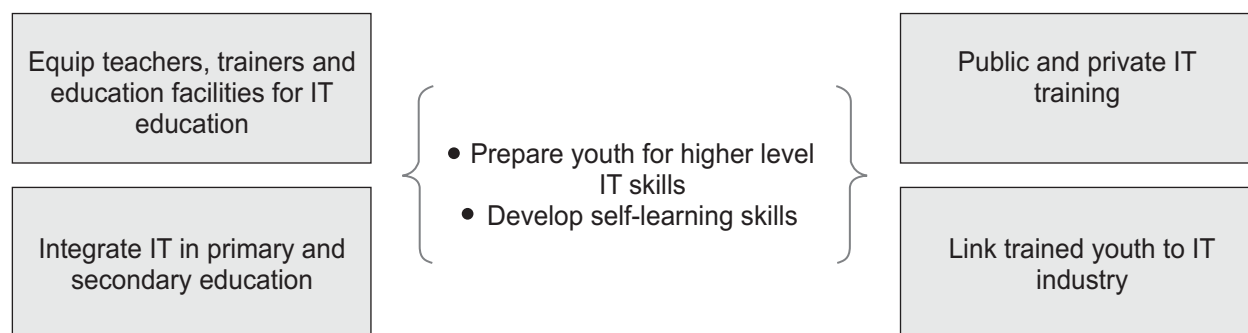 Equip teachers, trainers and
education facilities for IT
education
Integrate IT in primary and
secondary education
• Prepare youth for higher level
IT skills
• Develop self-learning skills
Public and private IT
training
Link trained youth to IT
industry